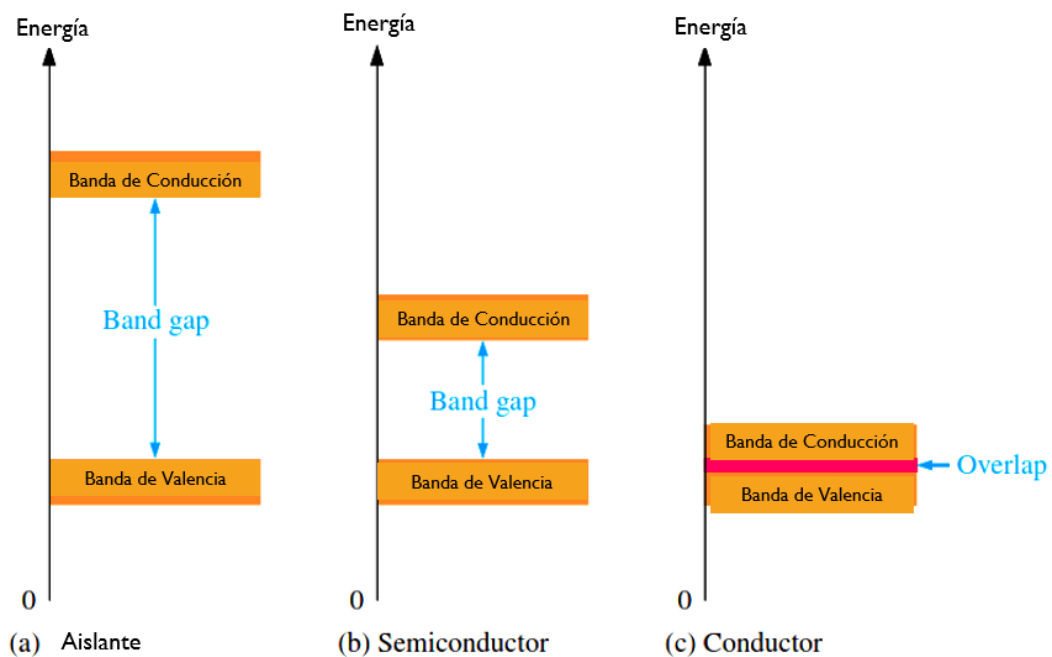 Energía
Banda de Conducción
Band gap
Banda de Valencia
0
(a) Aislante
Energía
Banda de Conducción
Band gap
Banda de Valencia
0
(b) Semiconductor
Energía
Banda de Conducción
Overlap
Banda de Valencia
0
(c) Conductor